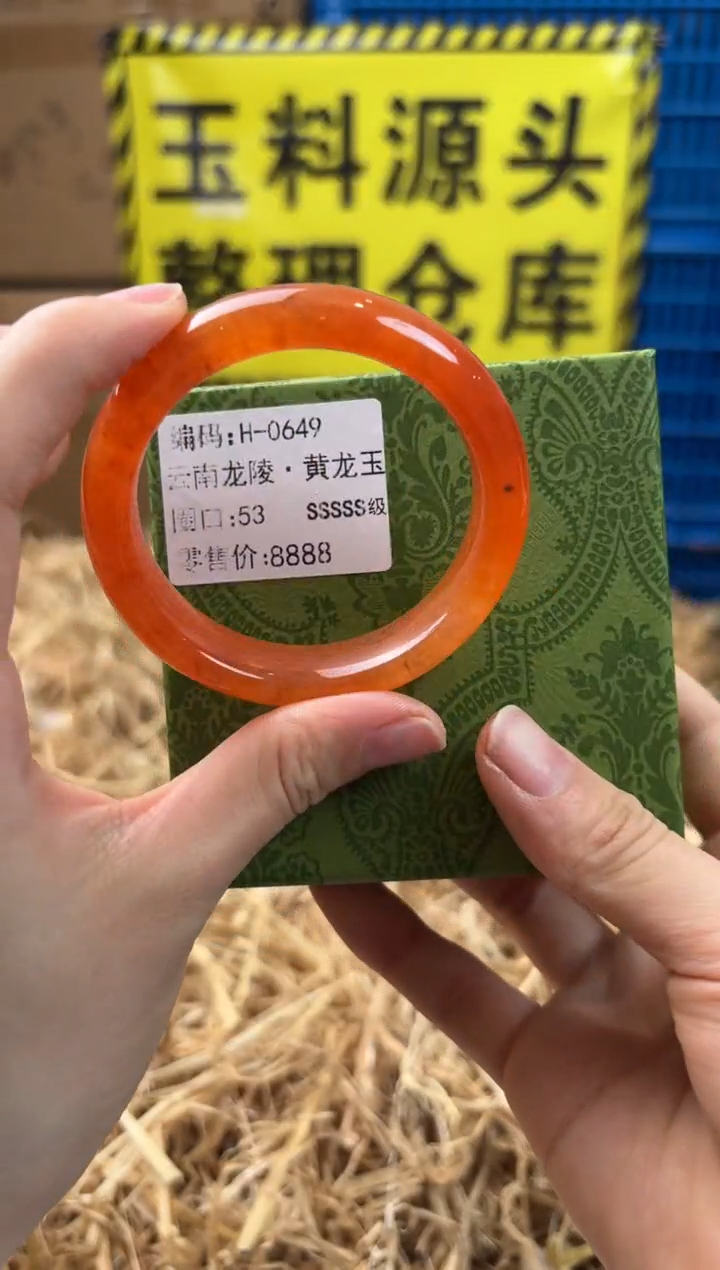 玉料源头
整理仓库
编码:H-0649
云南龙陵·黄龙玉
圈口:53 SSSSS级
零售价:8888